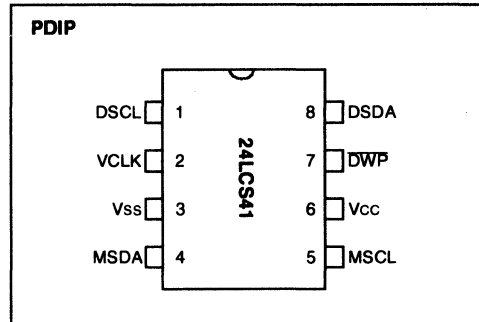 PDIP
DSCL 1 8 DSDA
VCLK 2 7 DWP
Vss 3 6 Vcc
MSDA 4 5 MSCL
24LCS41